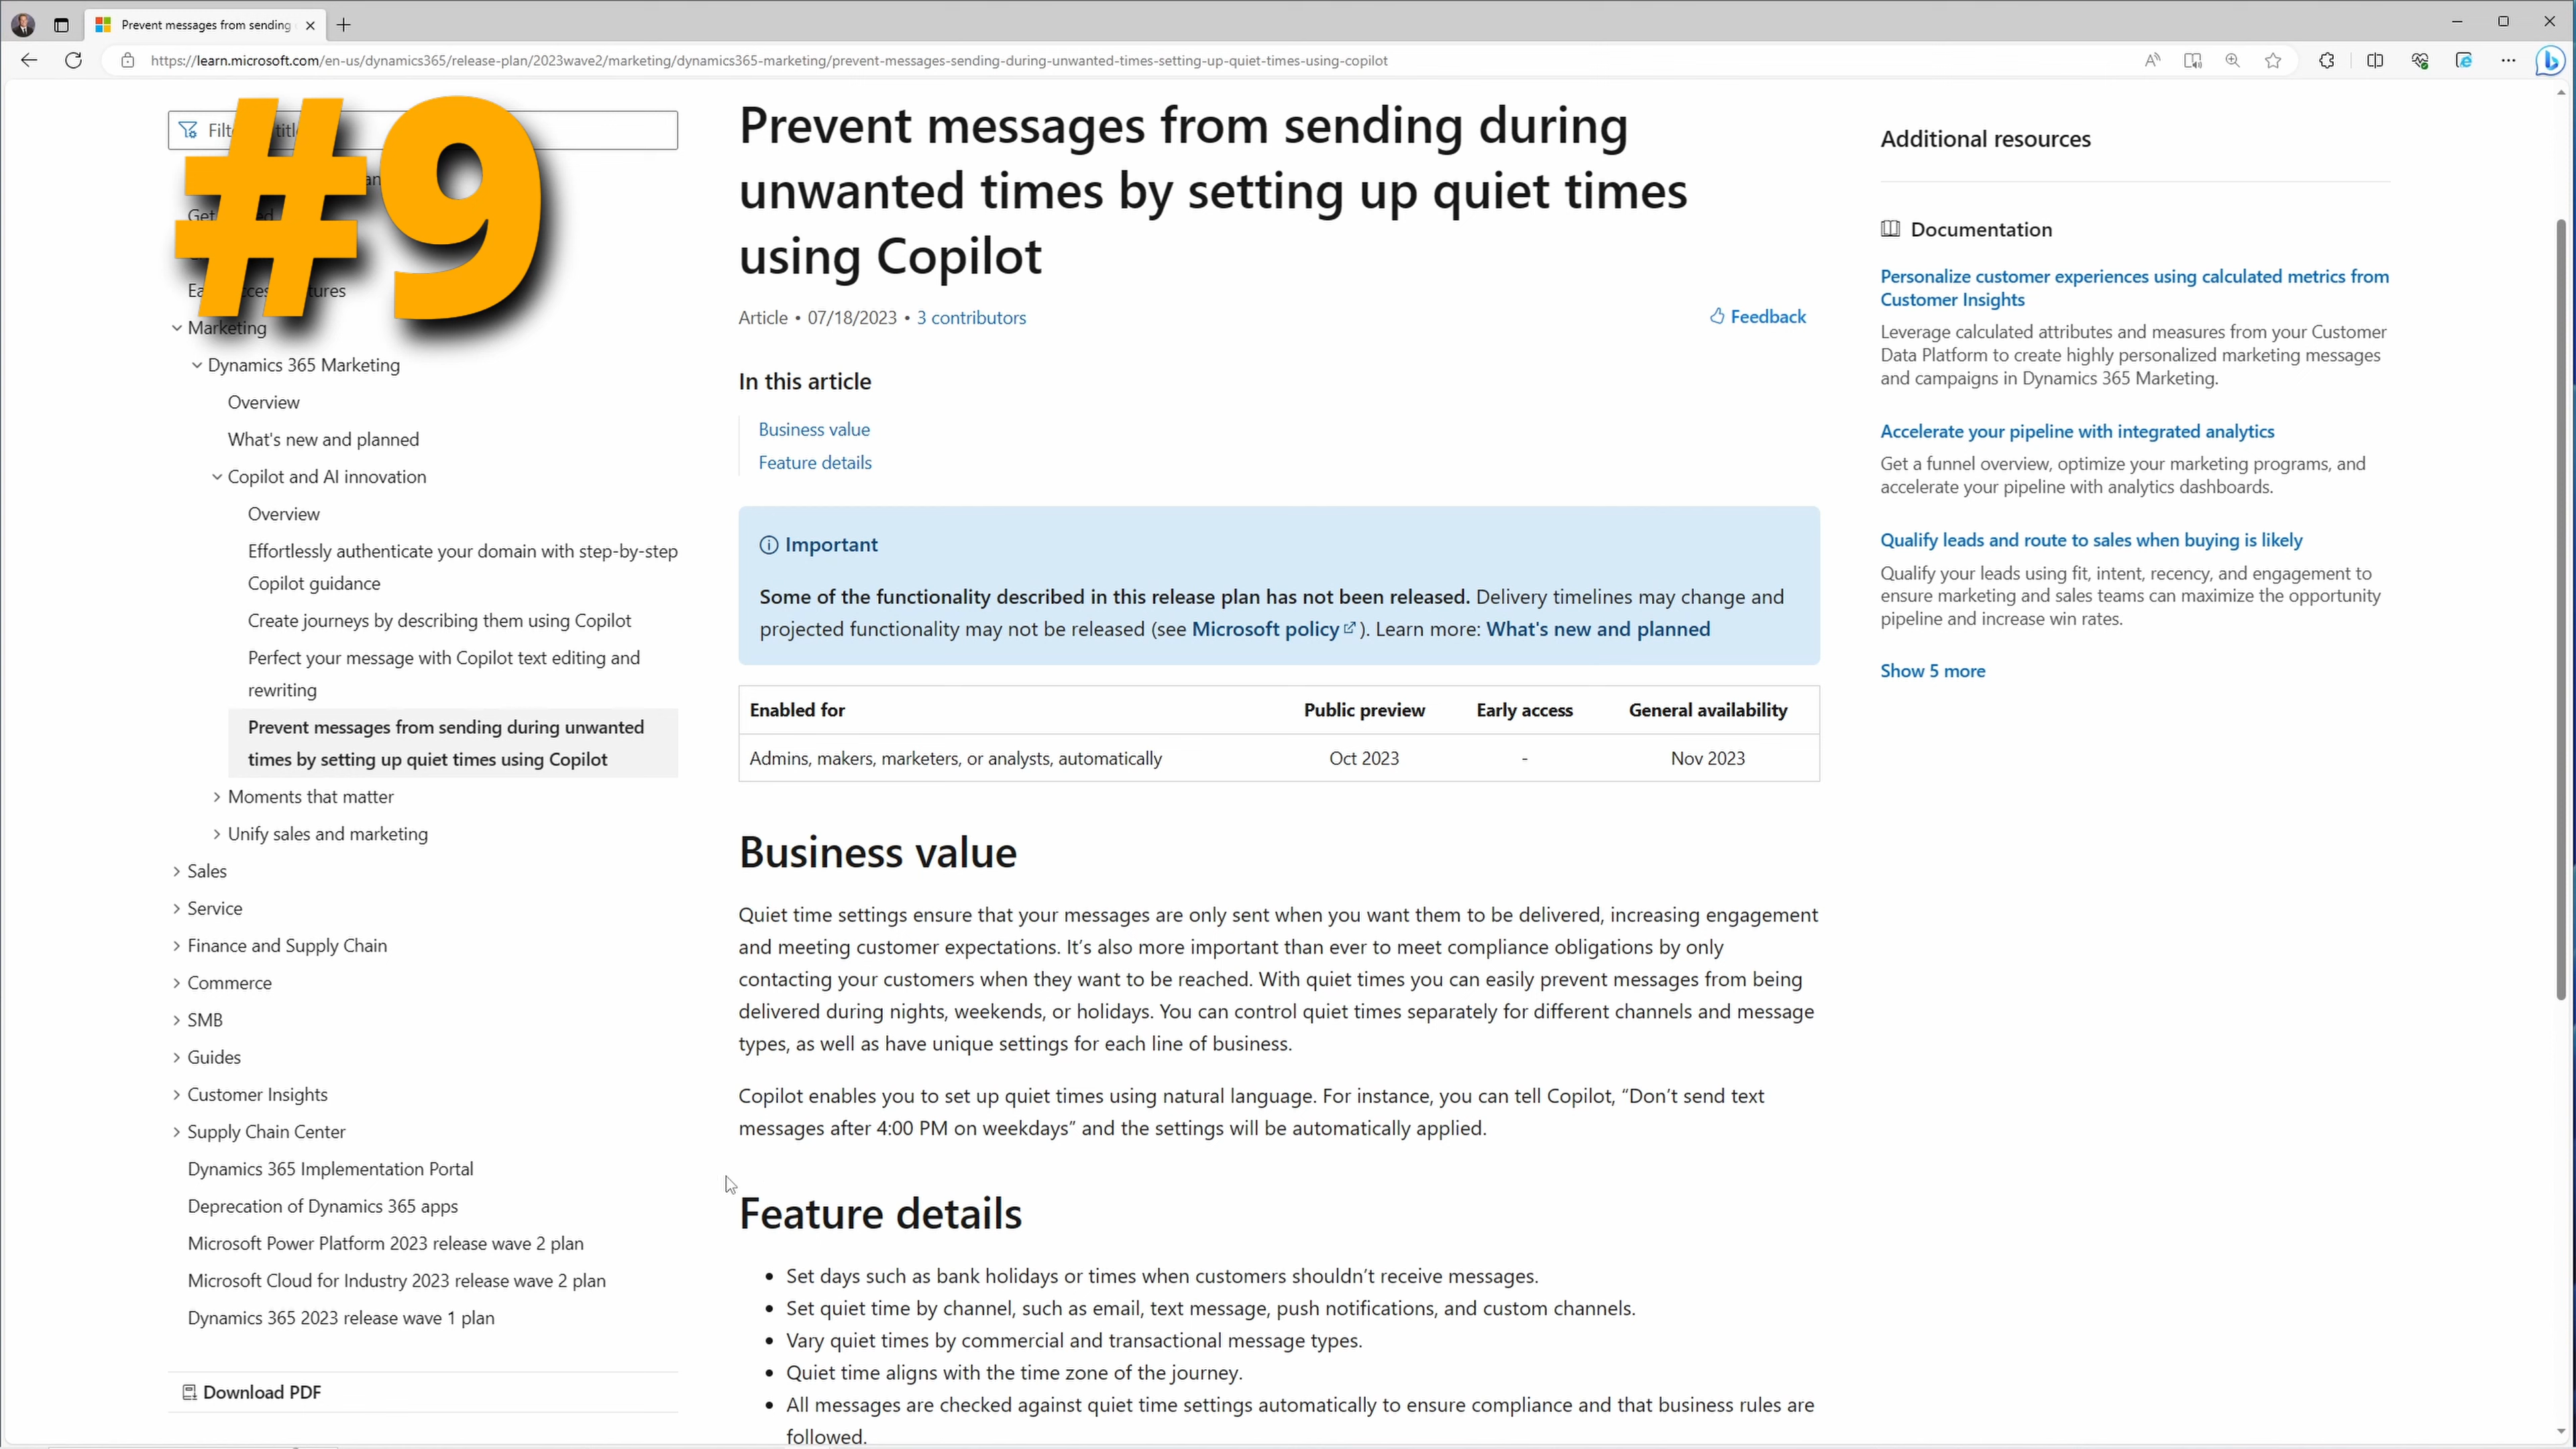 Prevent messages from sending
https://learn.microsoft.com/en-us/dynamics365/release-plan/2023wave2/marketing/dynamics365-marketing/prevent-messages-sending-during-unwanted-times-setting-up-quiet-times-using-copilot
#9
Marketing
Dynamics 365 Marketing
Overview
What's new and planned
Copilot and AI innovation
Overview
Effortlessly authenticate your domain with step-by-step
Copilot guidance
Create journeys by describing them using Copilot
Perfect your message with Copilot text editing and
rewriting
Prevent messages from sending during unwanted
times by setting up quiet times using Copilot
Moments that matter
Unify sales and marketing
Sales
Service
Finance and Supply Chain
Commerce
SMB
Guides
Customer Insights
Supply Chain Center
Dynamics 365 Implementation Portal
Deprecation of Dynamics 365 apps
Microsoft Power Platform 2023 release wave 2 plan
Microsoft Cloud for Industry 2023 release wave 2 plan
Dynamics 365 2023 release wave 1 plan
Download PDF
Prevent messages from sending during
unwanted times by setting up quiet times
using Copilot
Article • 07/18/2023 • 3 contributors
Feedback
In this article
Business value
Feature details
Important
Some of the functionality described in this release plan has not been released. Delivery timelines may change and
projected functionality may not be released (see Microsoft policy). Learn more: What's new and planned
Enabled for Public preview Early access General availability
Admins, makers, marketers, or analysts, automatically Oct 2023 - Nov 2023
Business value
Quiet time settings ensure that your messages are only sent when you want them to be delivered, increasing engagement
and meeting customer expectations. It’s also more important than ever to meet compliance obligations by only
contacting your customers when they want to be reached. With quiet times you can easily prevent messages from being
delivered during nights, weekends, or holidays. You can control quiet times separately for different channels and message
types, as well as have unique settings for each line of business.
Copilot enables you to set up quiet times using natural language. For instance, you can tell Copilot, “Don’t send text
messages after 4:00 PM on weekdays” and the settings will be automatically applied.
Feature details
• Set days such as bank holidays or times when customers shouldn’t receive messages.
• Set quiet time by channel, such as email, text message, push notifications, and custom channels.
• Vary quiet times by commercial and transactional message types.
• Quiet time aligns with the time zone of the journey.
• All messages are checked against quiet time settings automatically to ensure compliance and that business rules are
followed.
Additional resources
Documentation
Personalize customer experiences using calculated metrics from
Customer Insights
Leverage calculated attributes and measures from your Customer
Data Platform to create highly personalized marketing messages
and campaigns in Dynamics 365 Marketing.
Accelerate your pipeline with integrated analytics
Get a funnel overview, optimize your marketing programs, and
accelerate your pipeline with analytics dashboards.
Qualify leads and route to sales when buying is likely
Qualify your leads using fit, intent, recency, and engagement to
ensure marketing and sales teams can maximize the opportunity
pipeline and increase win rates.
Show 5 more